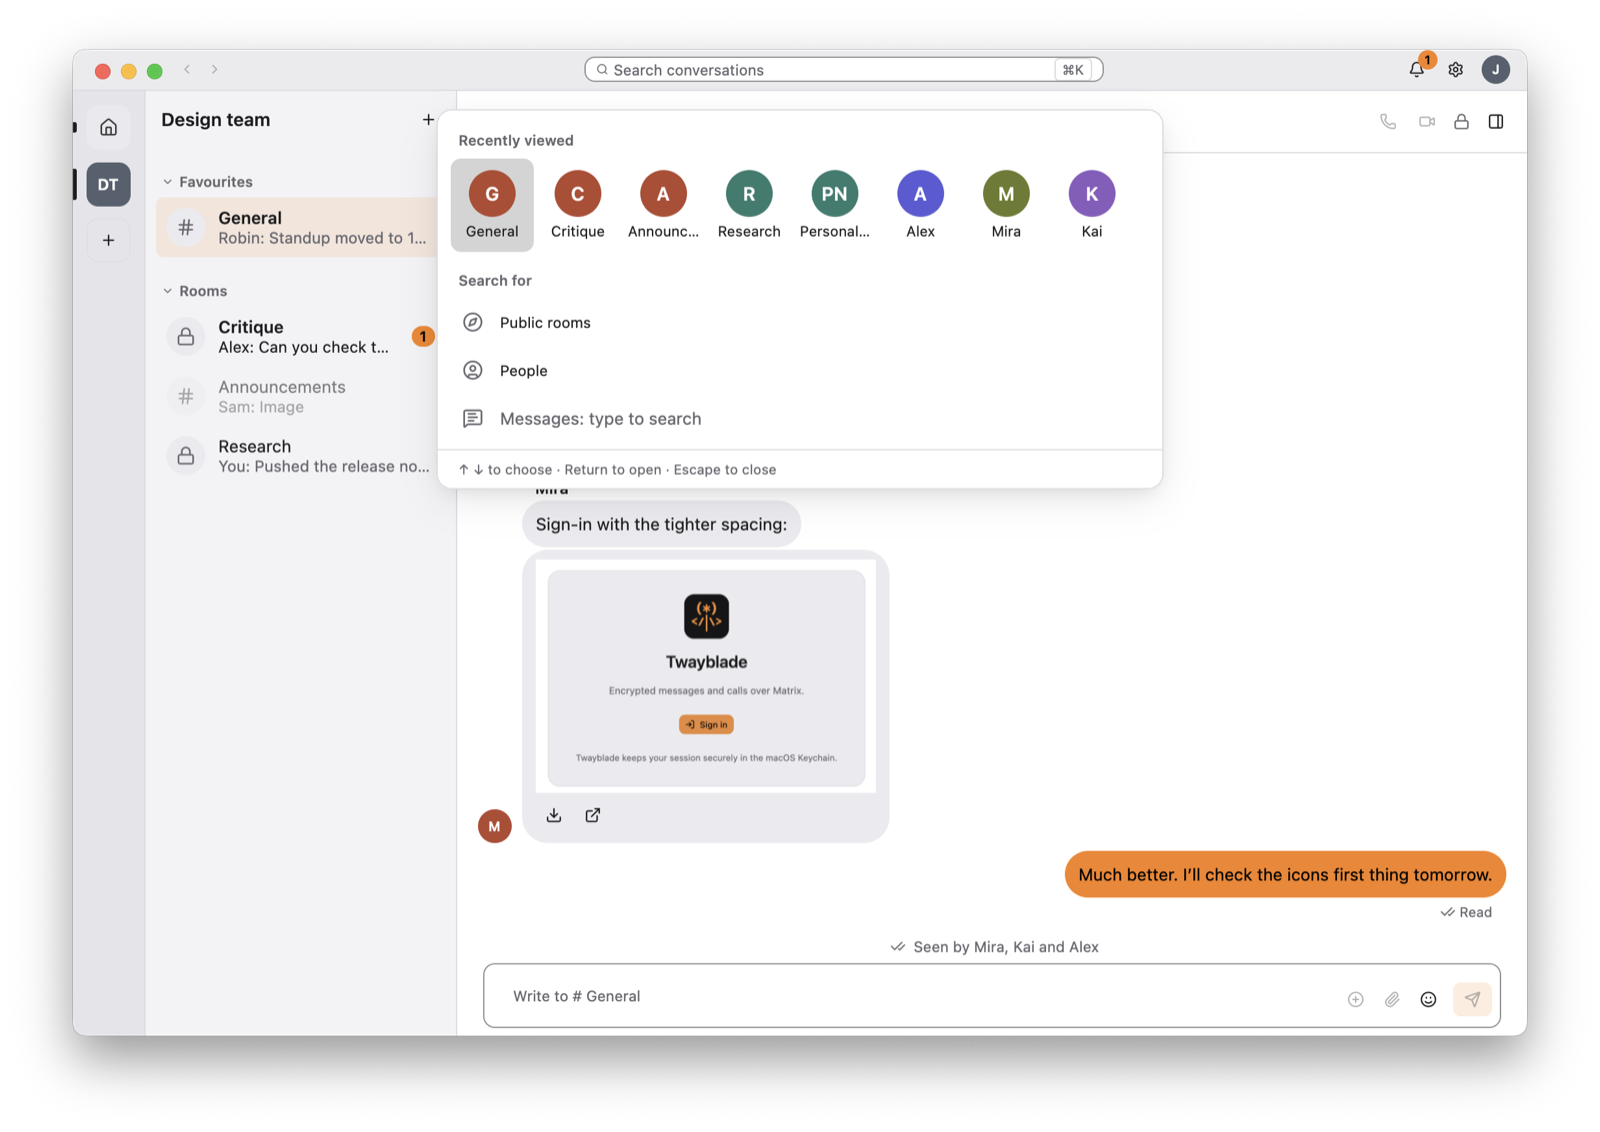 Search conversations
⌘K
1
J
Design team
DT
Favourites
General
Robin: Standup moved to 1...
Rooms
Critique
Alex: Can you check t...
1
Announcements
Sam: Image
Research
You: Pushed the release no...
Recently viewed
G
C
A
R
PN
A
M
K
General
Critique
Announc...
Research
Personal...
Alex
Mira
Kai
Search for
Public rooms
People
Messages: type to search
↑ ↓ to choose · Return to open · Escape to close
Mira
Sign-in with the tighter spacing:
(*)
</|\>
Twayblade
Encrypted messages and calls over Matrix.
Sign in
Twayblade keeps your session securely in the macOS Keychain.
M
Much better. I’ll check the icons first thing tomorrow.
Read
Seen by Mira, Kai and Alex
Write to # General